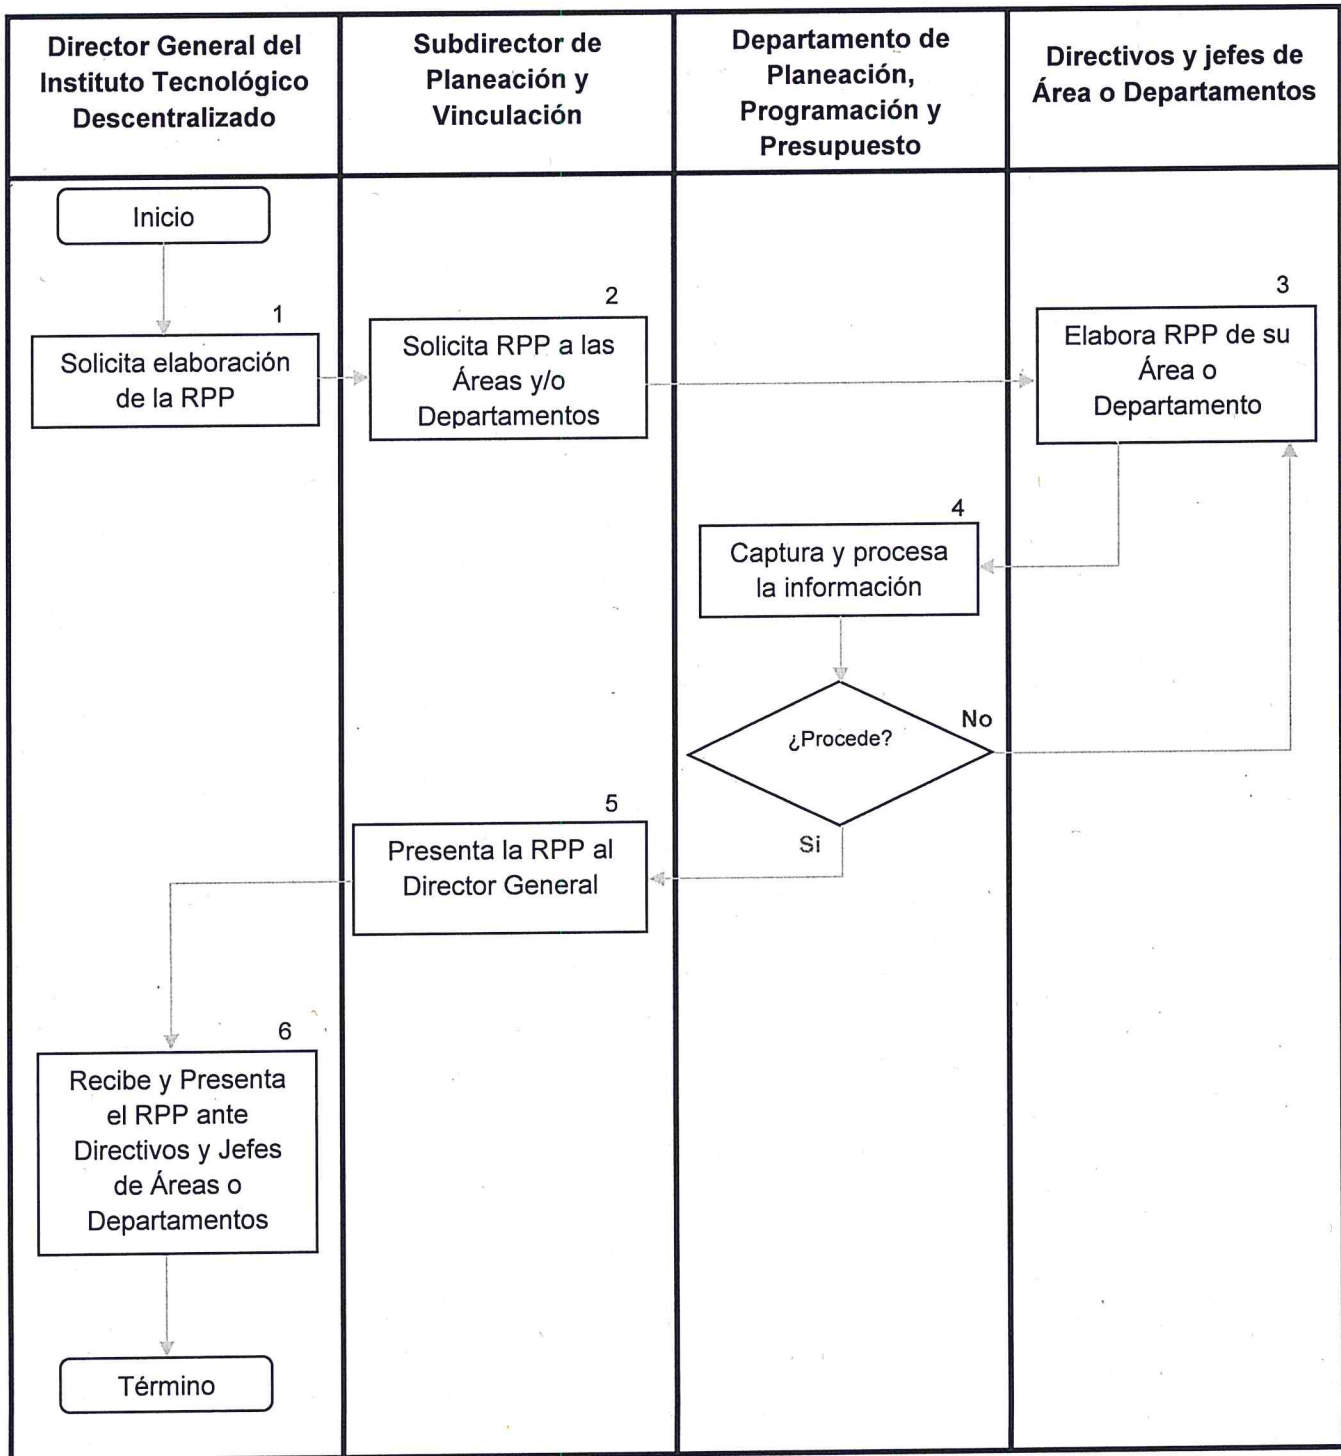 Director General del
Instituto Tecnológico
Descentralizado
Subdirector de
Planeación y
Vinculación
Departamento de
Planeación,
Programación y
Presupuesto
Directivos y jefes de
Área o Departamentos
Inicio
1
Solicita elaboración
de la RPP
2
Solicita RPP a las
Áreas y/o
Departamentos
3
Elabora RPP de su
Área o
Departamento
4
Captura y procesa
la información
¿Procede?
No
Si
5
Presenta la RPP al
Director General
6
Recibe y Presenta
el RPP ante
Directivos y Jefes
de Áreas o
Departamentos
Término